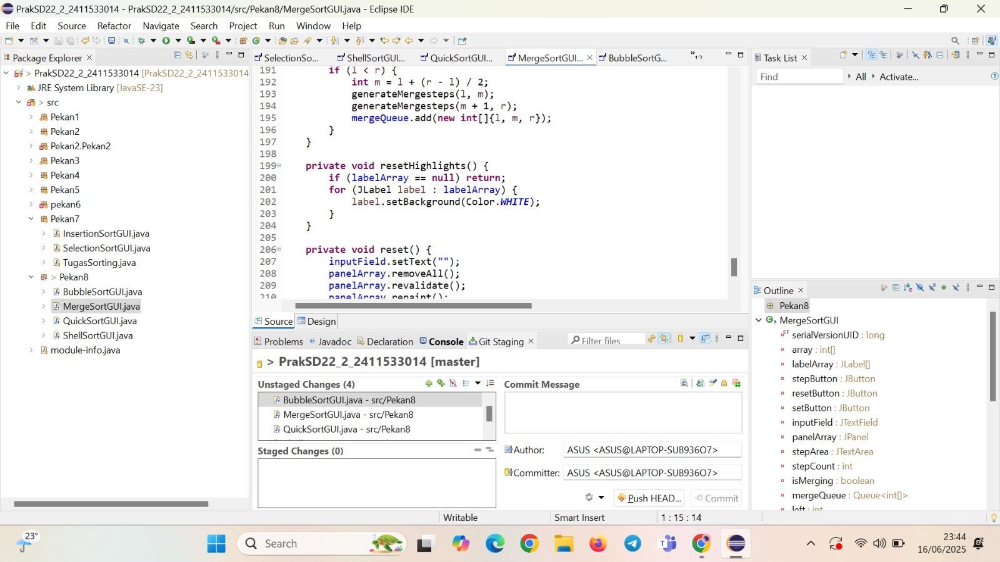 PrakSD22_2_2411533014 - PrakSD22_2_2411533014/src/Pekan8/MergeSortGUI.java - Eclipse IDE
File Edit Source Refactor Navigate Search Project Run Window Help
Package Explorer
> PrakSD22_2_2411533014 [PrakSD22_2_2411533014
JRE System Library [JavaSE-23]
> src
Pekan1
Pekan2
Pekan2.Pekan2
Pekan3
Pekan4
Pekan5
pekan6
Pekan7
InsertionSortGUI.java
SelectionSortGUI.java
TugasSorting.java
> Pekan8
BubbleSortGUI.java
MergeSortGUI.java
QuickSortGUI.java
ShellSortGUI.java
module-info.java
SelectionSo... ShellSortGUI... QuickSortGUI... MergeSortGUI... BubbleSortG... »12
191 if (l < r) {
192 int m = l + (r - l) / 2;
193 generateMergesteps(l, m);
194 generateMergesteps(m + 1, r);
195 mergeQueue.add(new int[]{l, m, r});
196 }
197 }
198
199 private void resetHighlights() {
200 if (labelArray == null) return;
201 for (JLabel label : labelArray) {
202 label.setBackground(Color.WHITE);
203 }
204 }
205
206 private void reset() {
207 inputField.setText("");
208 panelArray.removeAll();
209 panelArray.revalidate();
210 panelArray.repaint();
Source Design
Problems Javadoc Declaration Console Git Staging Filter files
> PrakSD22_2_2411533014 [master]
Unstaged Changes (4)
BubbleSortGUI.java - src/Pekan8
MergeSortGUI.java - src/Pekan8
QuickSortGUI.java - src/Pekan8
Staged Changes (0)
Commit Message
Author: ASUS <ASUS@LAPTOP-SUB936O7>
Committer: ASUS <ASUS@LAPTOP-SUB936O7>
Push HEAD... Commit
Task List
Find All Activate...
Outline
Pekan8
MergeSortGUI
serialVersionUID : long
array : int[]
labelArray : JLabel[]
stepButton : JButton
resetButton : JButton
setButton : JButton
inputField : JTextField
panelArray : JPanel
stepArea : JTextArea
stepCount : int
isMerging : boolean
mergeQueue : Queue<int[]>
left : int
Writable Smart Insert 1 : 15 : 14
23°
Search
23:44
16/06/2025